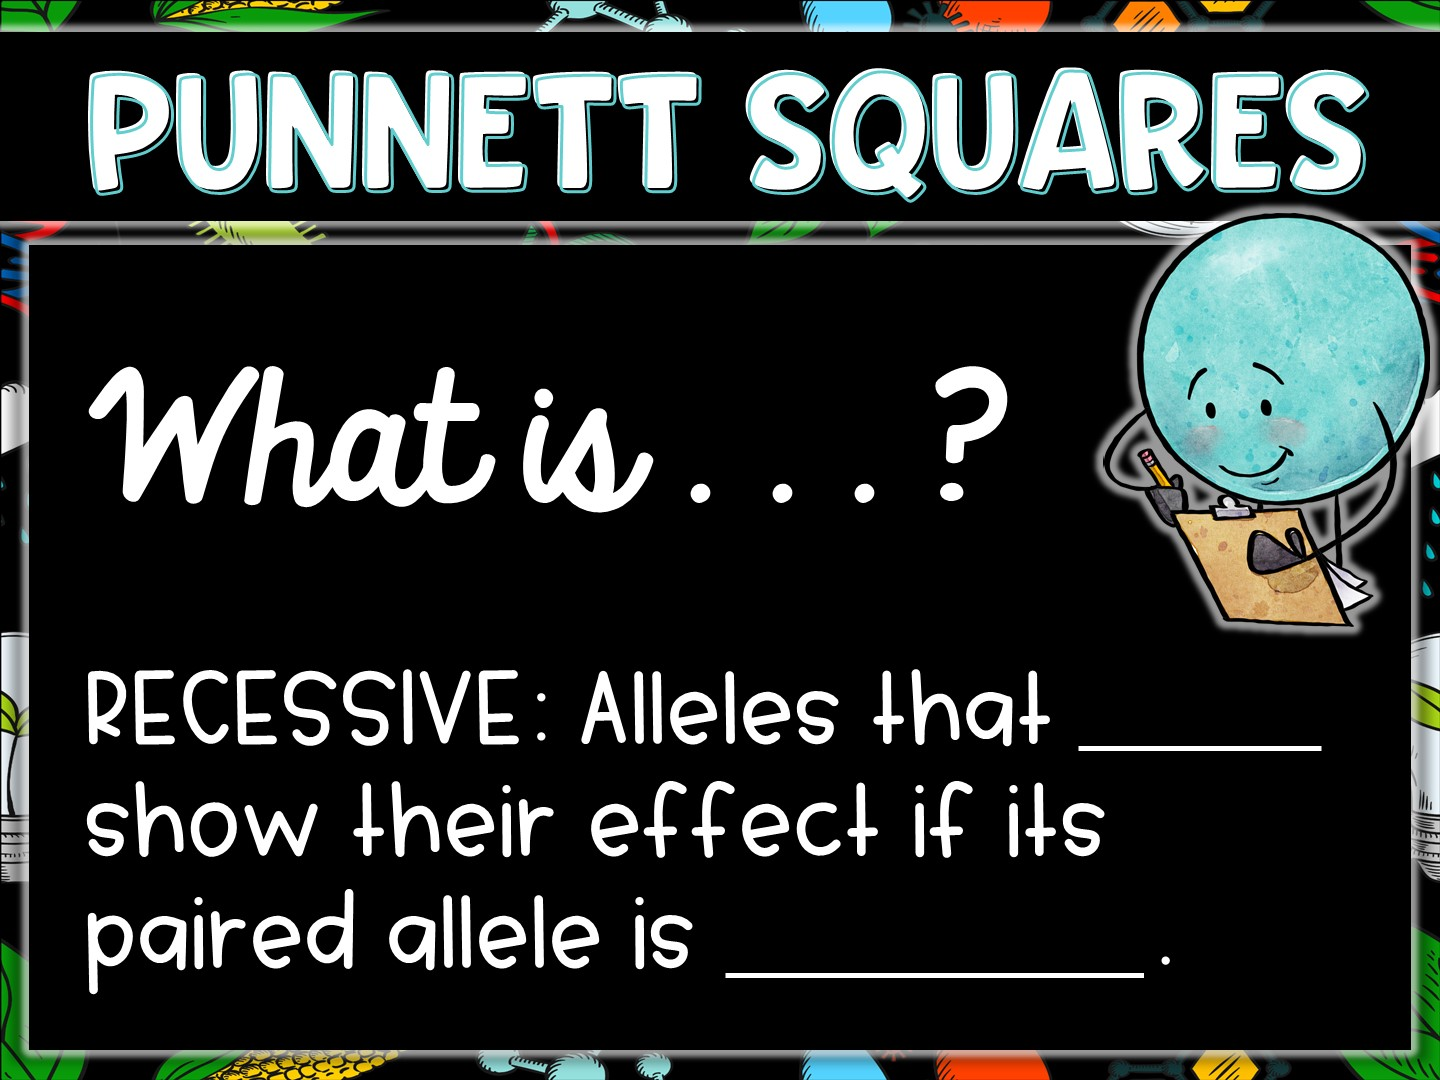 PUNNETT SQUARES
What is . . . ?
RECESSIVE: Alleles that ______
show their effect if its
paired allele is __________ .